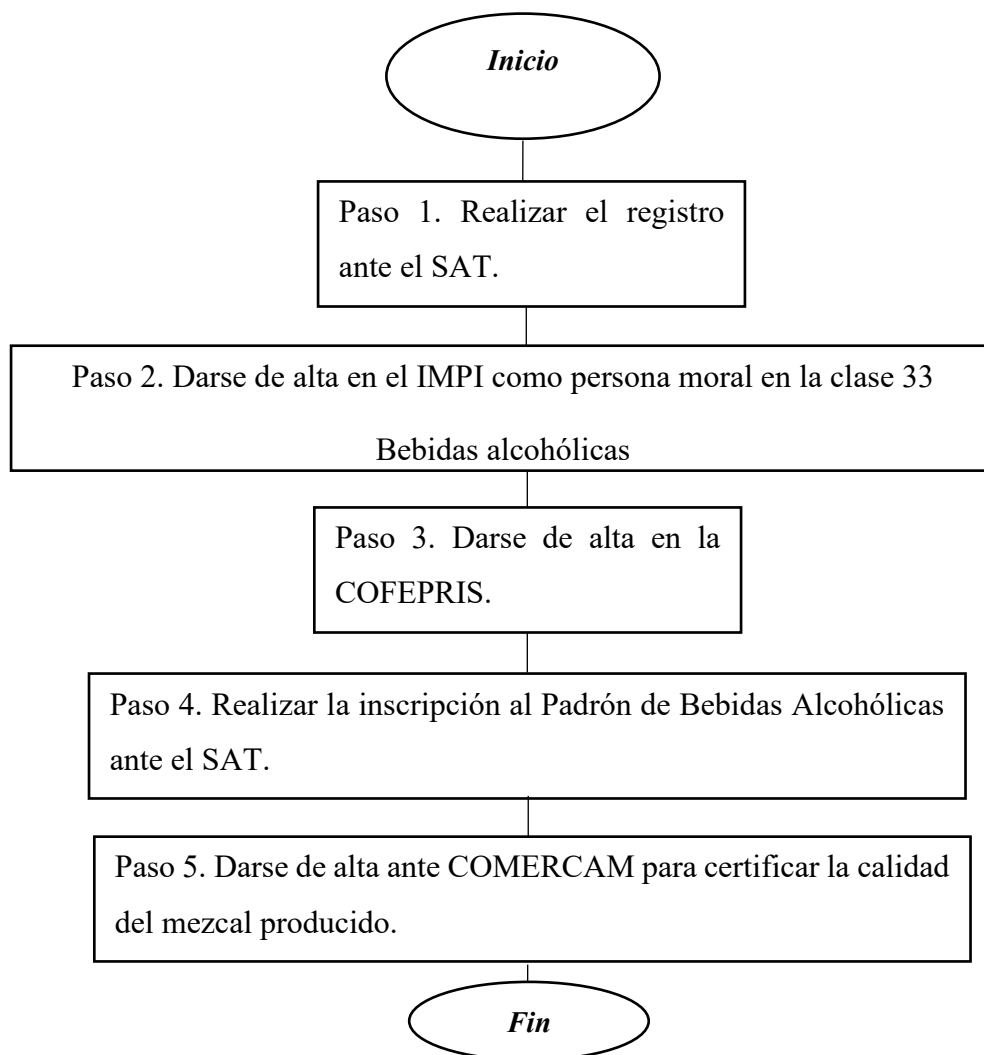 Inicio
Paso 1. Realizar el registro
ante el SAT.
Paso 2. Darse de alta en el IMPI como persona moral en la clase 33
Bebidas alcohólicas
Paso 3. Darse de alta en la
COFEPRIS.
Paso 4. Realizar la inscripción al Padrón de Bebidas Alcohólicas
ante el SAT.
Paso 5. Darse de alta ante COMERCAM para certificar la calidad
del mezcal producido.
Fin